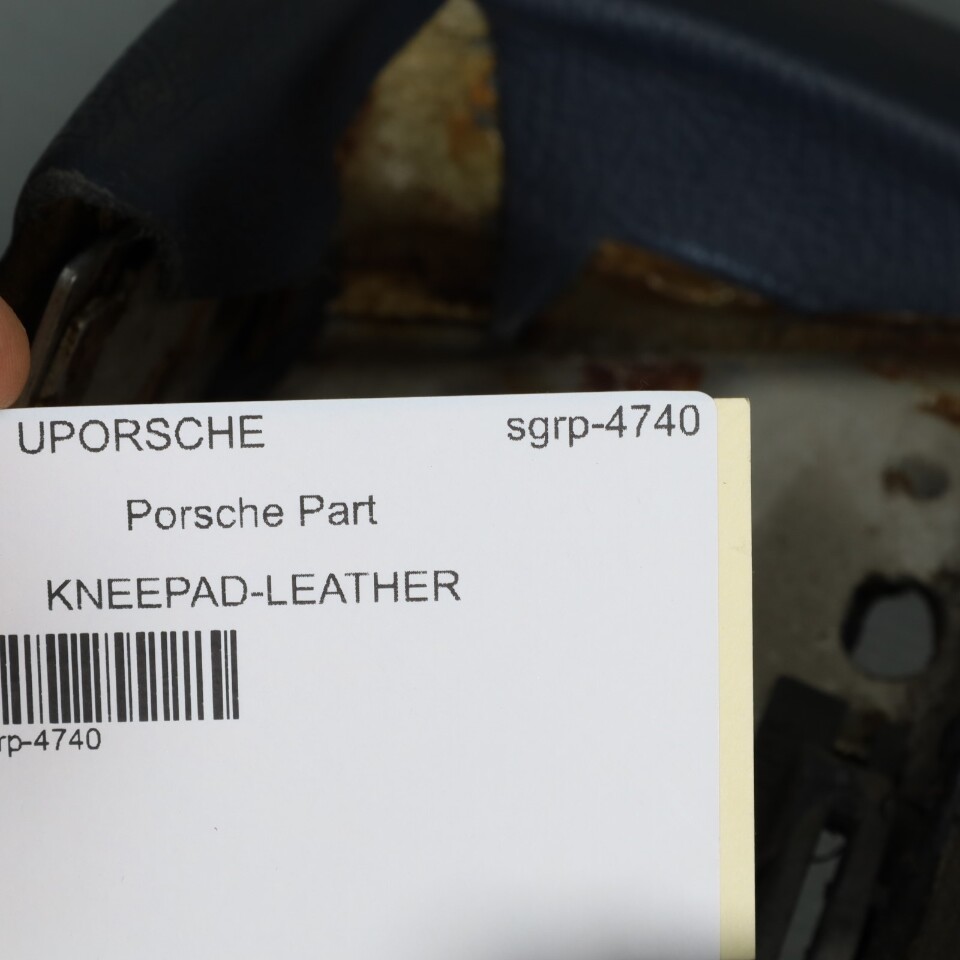 UPORSCHE sgrp-4740
Porsche Part
KNEEPAD-LEATHER
rp-4740